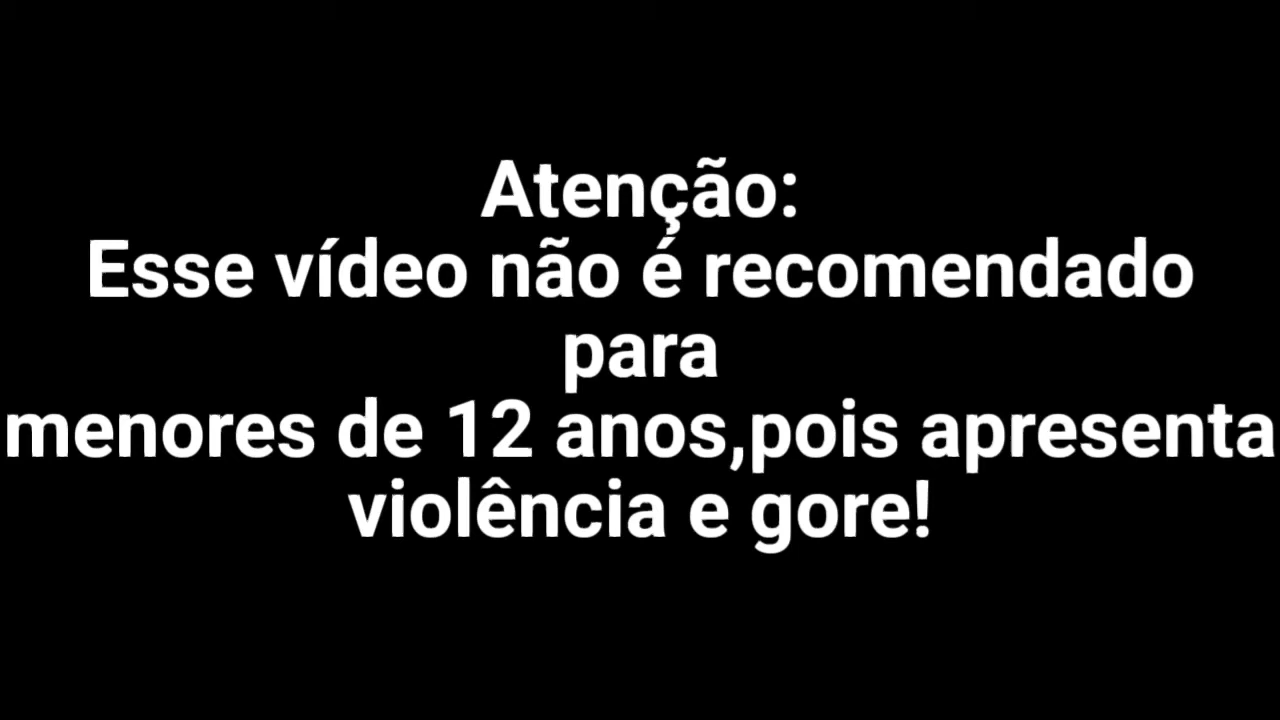 Atenção:
Esse vídeo não é recomendado
para
menores de 12 anos,pois apresenta
violência e gore!